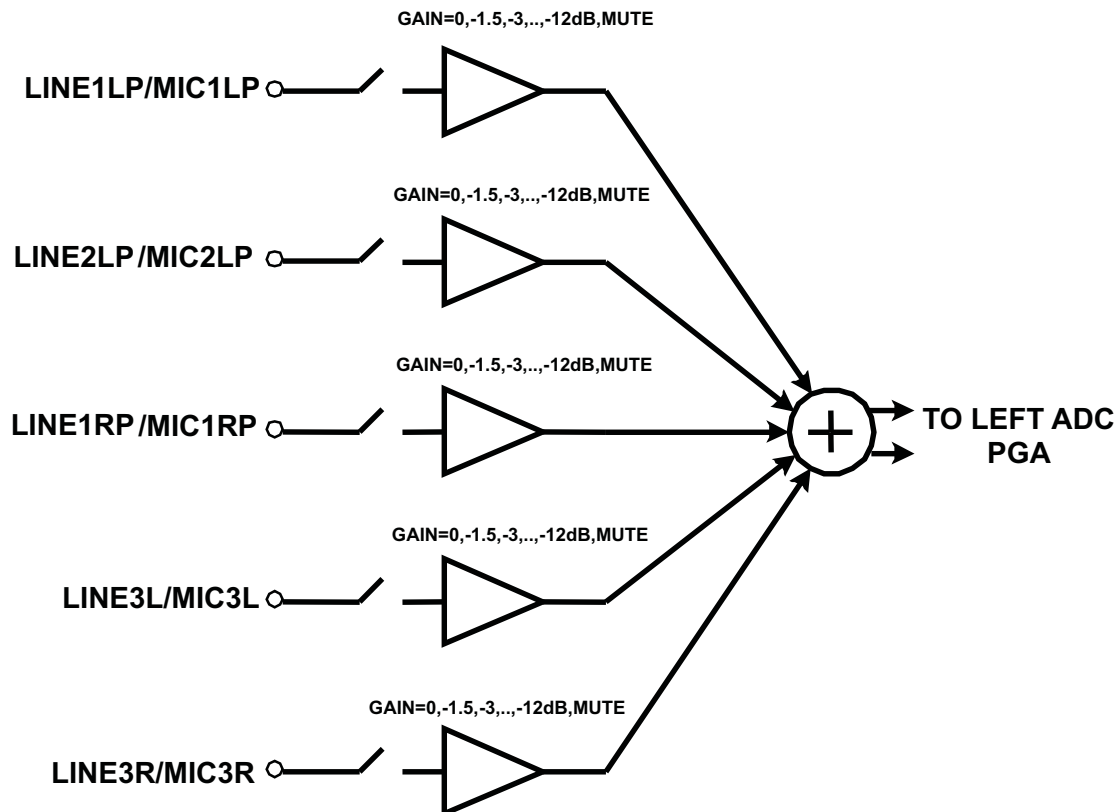 GAIN=0,-1.5,-3,..,-12dB,MUTE
LINE1LP/MIC1LP
GAIN=0,-1.5,-3,..,-12dB,MUTE
LINE2LP/MIC2LP
GAIN=0,-1.5,-3,..,-12dB,MUTE
LINE1RP/MIC1RP
+
TO LEFT ADC
PGA
GAIN=0,-1.5,-3,..,-12dB,MUTE
LINE3L/MIC3L
GAIN=0,-1.5,-3,..,-12dB,MUTE
LINE3R/MIC3R